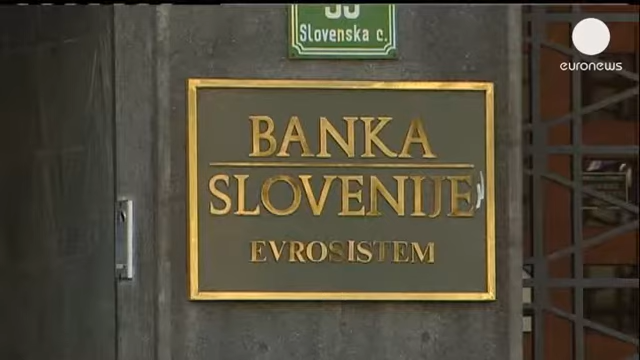 Slovenska c.
euronews
BANKA
SLOVENIJE
EVROSISTEM